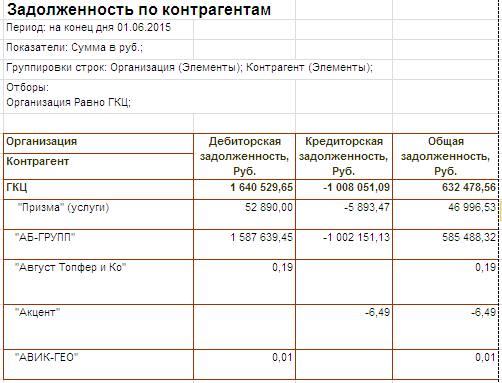 Задолженность по контрагентам
Период: на конец дня 01.06.2015
Показатели: Сумма в руб.;
Группировки строк: Организация (Элементы); Контрагент (Элементы);
Отборы:
Организация Равно ГКЦ;
Организация Дебиторская задолженность, Руб. Кредиторская задолженность, Руб. Общая задолженность, Руб.
Контрагент
ГКЦ 1 640 529,65 -1 008 051,09 632 478,56
"Призма" (услуги) 52 890,00 -5 893,47 46 996,53
"АБ-ГРУПП" 1 587 639,45 -1 002 151,13 585 488,32
"Август Топфер и Ко" 0,19 0,19
"Акцент" -6,49 -6,49
"АВИК-ГЕО" 0,01 0,01